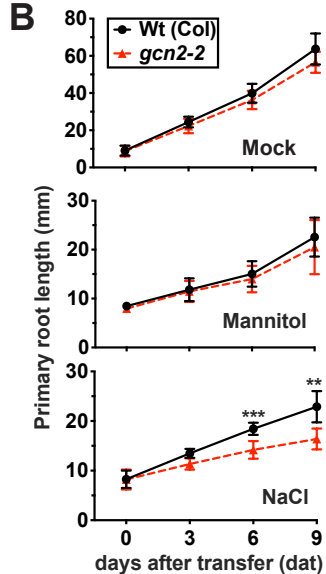 B
Wt (Col)
gcn2-2
80
60
40
20
0
Mock
30
20
10
0
Mannitol
30
20
10
0
***
**
NaCl
Primary root length (mm)
0 3 6 9
days after transfer (dat)